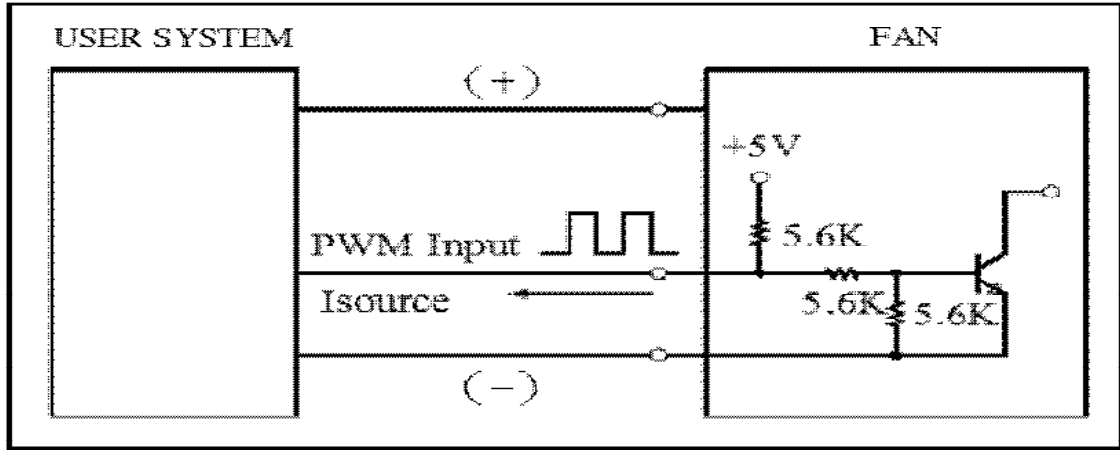 USER SYSTEM
FAN
(+)
+5V
5.6K
PWM Input
Isource
5.6K
5.6K
(-)